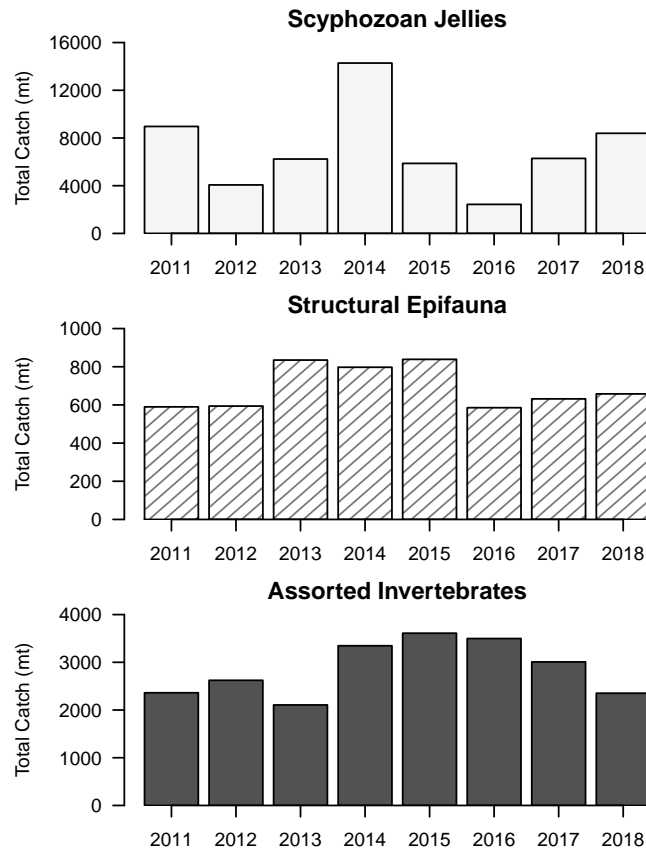 Scyphozoan Jellies
Total Catch (mt)
16000
12000
8000
4000
0
2011 2012 2013 2014 2015 2016 2017 2018
Structural Epifauna
Total Catch (mt)
1000
800
600
400
200
0
2011 2012 2013 2014 2015 2016 2017 2018
Assorted Invertebrates
Total Catch (mt)
4000
3000
2000
1000
0
2011 2012 2013 2014 2015 2016 2017 2018